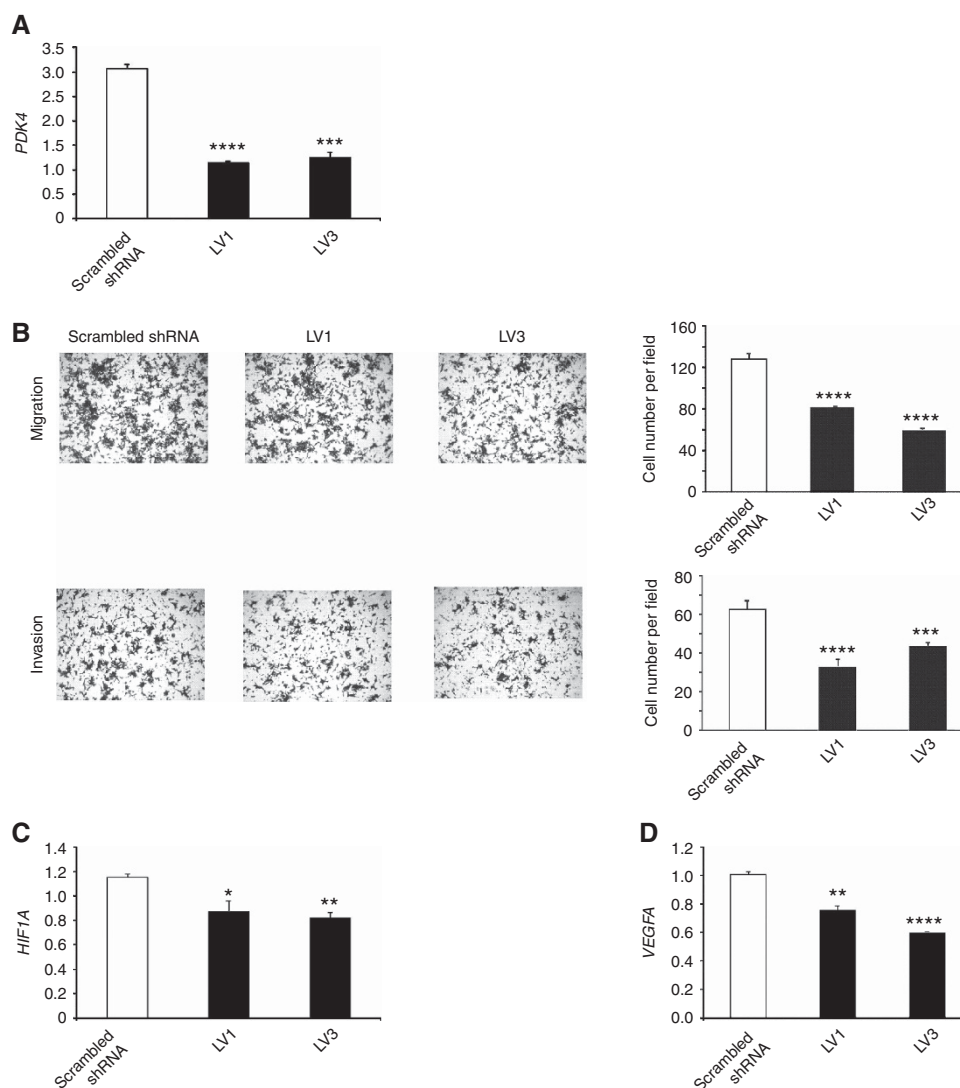 A
3.5
3.0
2.5
2.0
1.5
1.0
0.5
0
PDK4
****
***
Scrambled
shRNA
LV1
LV3
B
Scrambled shRNA
LV1
LV3
Migration
Invasion
160
120
80
40
0
Cell number per field
****
****
Scrambled
shRNA
LV1
LV3
80
60
40
20
0
Cell number per field
****
***
Scrambled
shRNA
LV1
LV3
C
1.4
1.2
1.0
0.8
0.6
0.4
0.2
0
HIF1A
*
**
Scrambled
shRNA
LV1
LV3
D
1.2
1.0
0.8
0.6
0.4
0.2
0.0
VEGFA
**
****
Scrambled
shRNA
LV1
LV3